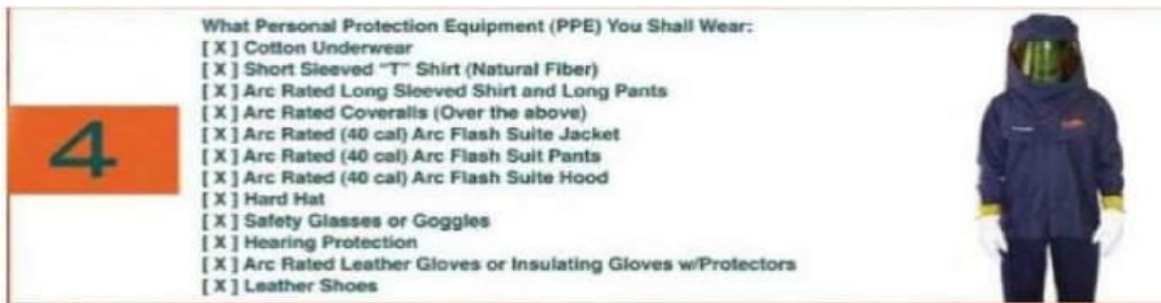 What Personal Protection Equipment (PPE) You Shall Wear:
[ X ] Cotton Underwear
[ X ] Short Sleeved "T" Shirt (Natural Fiber)
[ X ] Arc Rated Long Sleeved Shirt and Long Pants
[ X ] Arc Rated Coveralls (Over the above)
[ X ] Arc Rated (40 cal) Arc Flash Suite Jacket
4
[ X ] Arc Rated (40 cal) Arc Flash Suit Pants
[ X ] Arc Rated (40 cal) Arc Flash Suite Hood
[ X ] Hard Hat
[ X ] Safety Glasses or Goggles
[ X ] Hearing Protection
[ X ] Arc Rated Leather Gloves or Insulating Gloves w/Protectors
[ X ] Leather Shoes